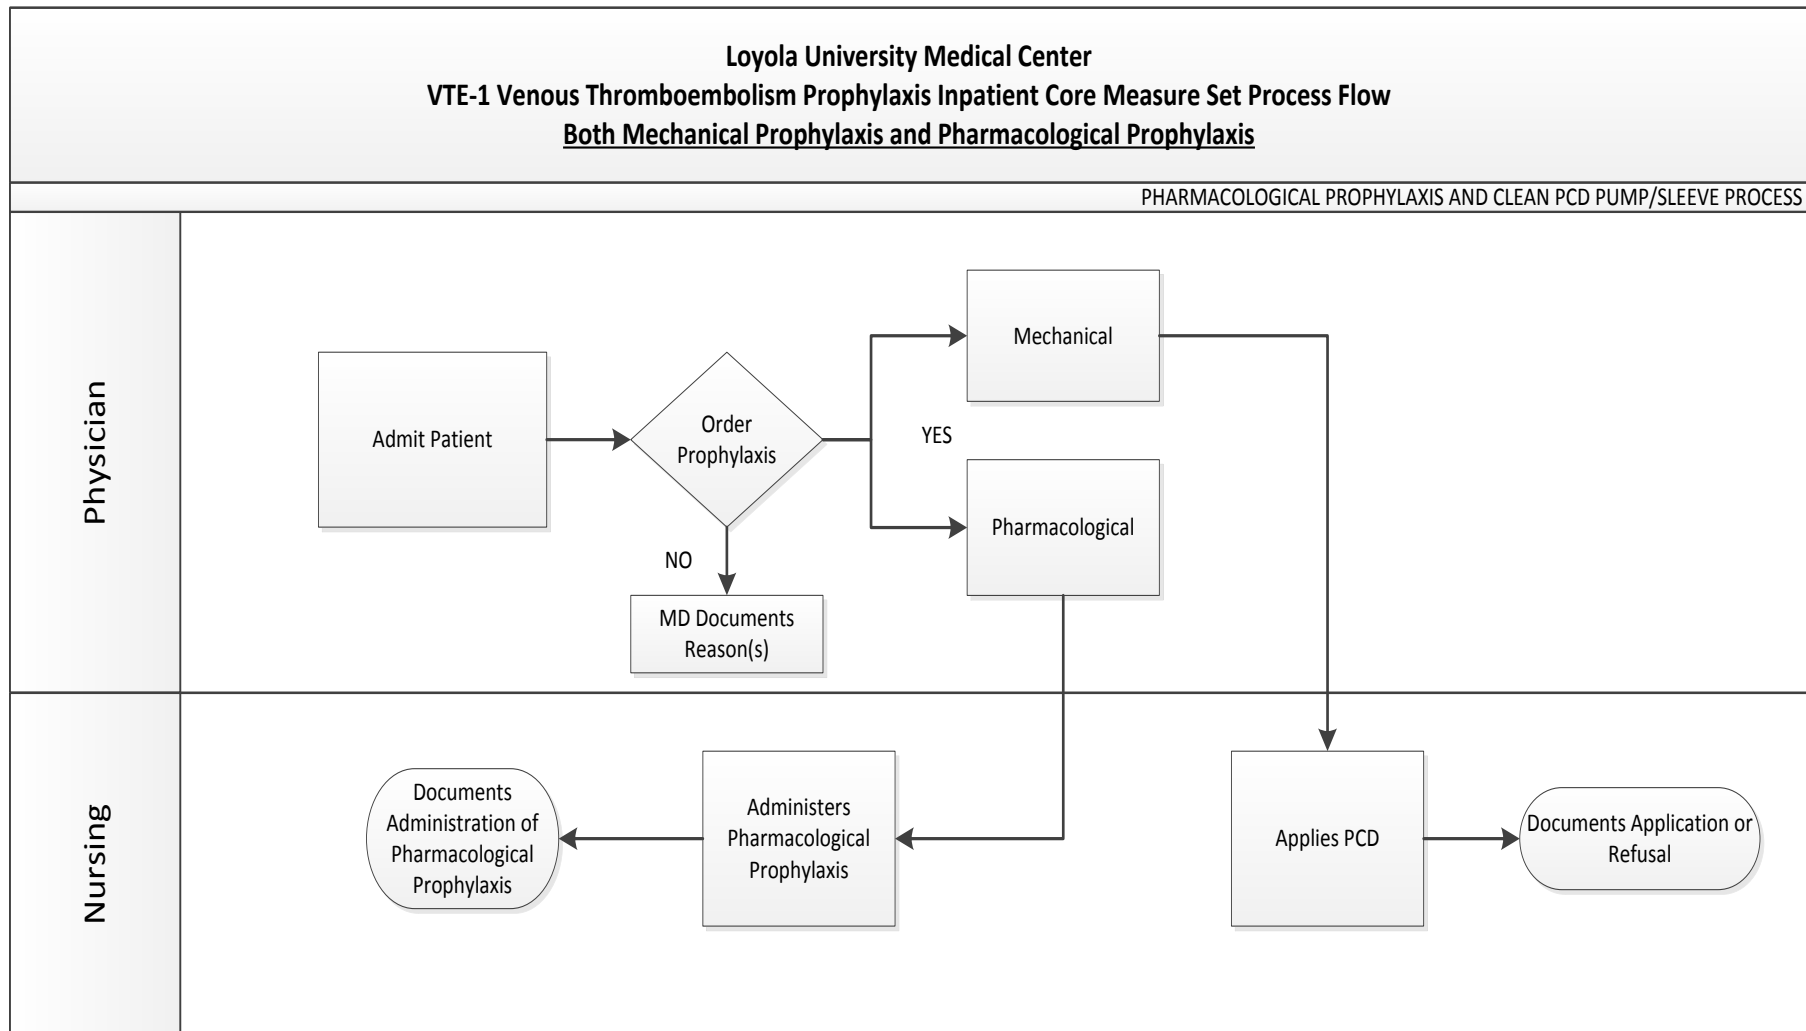 Loyola University Medical Center
VTE-1 Venous Thromboembolism Prophylaxis Inpatient Core Measure Set Process Flow
Both Mechanical Prophylaxis and Pharmacological Prophylaxis
PHARMACOLOGICAL PROPHYLAXIS AND CLEAN PCD PUMP/SLEEVE PROCESS
Physician
Admit Patient
Order
Prophylaxis
YES
Mechanical
Pharmacological
NO
MD Documents
Reason(s)
Nursing
Documents
Administration of
Pharmacological
Prophylaxis
Administers
Pharmacological
Prophylaxis
Applies PCD
Documents Application or
Refusal